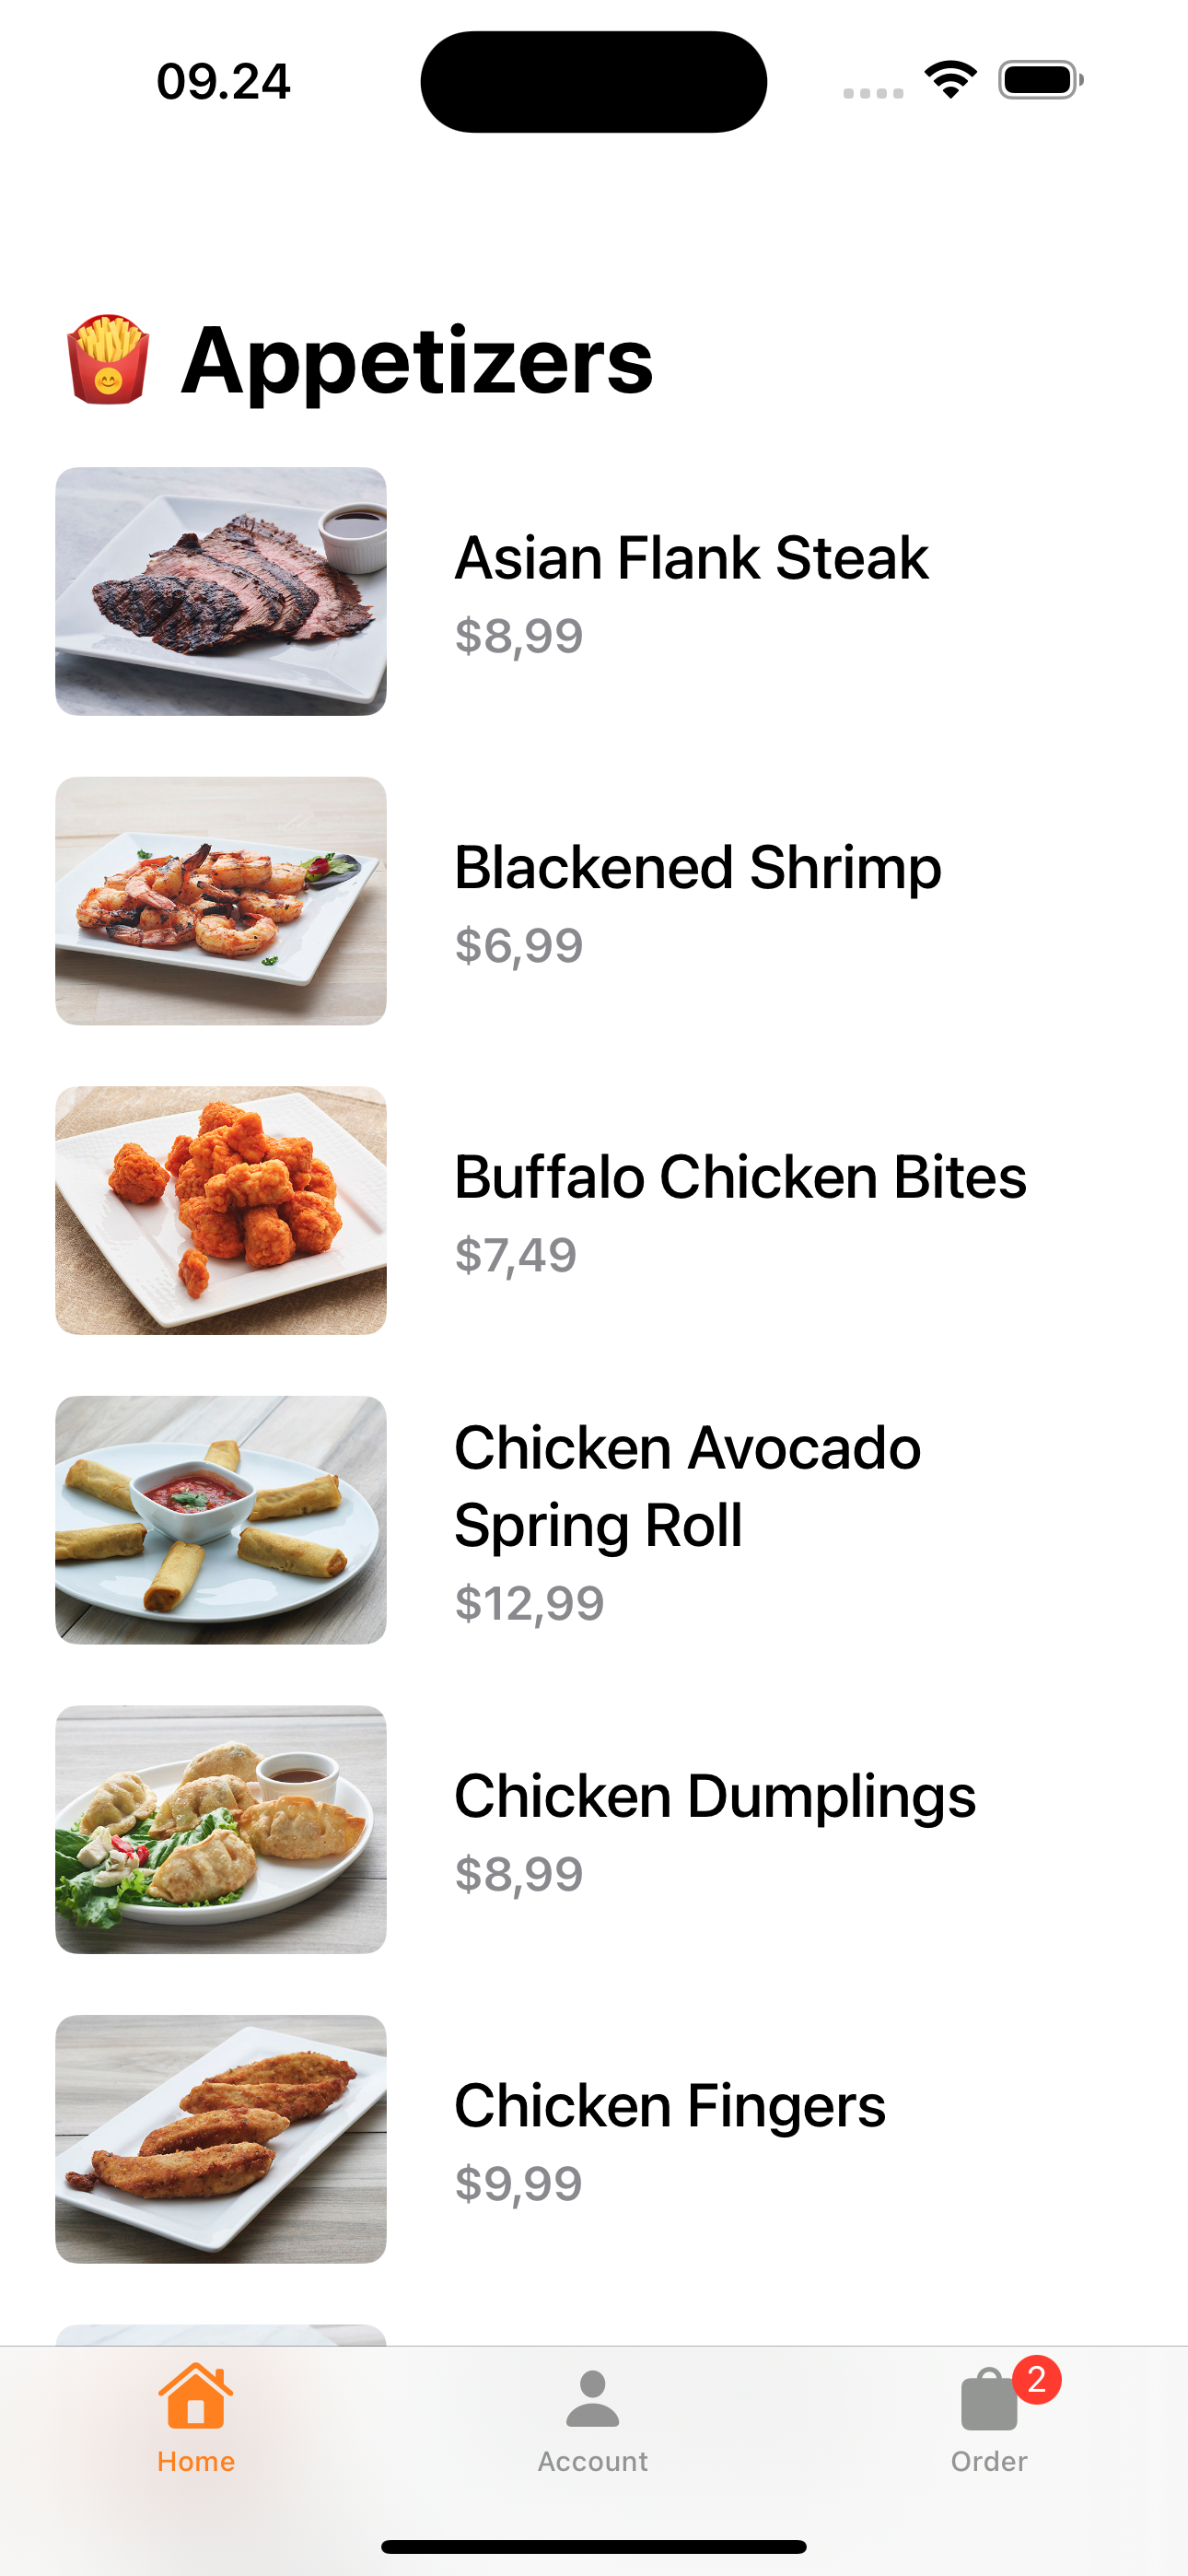 09.24
Appetizers
Asian Flank Steak
$8,99
Blackened Shrimp
$6,99
Buffalo Chicken Bites
$7,49
Chicken Avocado
Spring Roll
$12,99
Chicken Dumplings
$8,99
Chicken Fingers
$9,99
2
Home
Account
Order